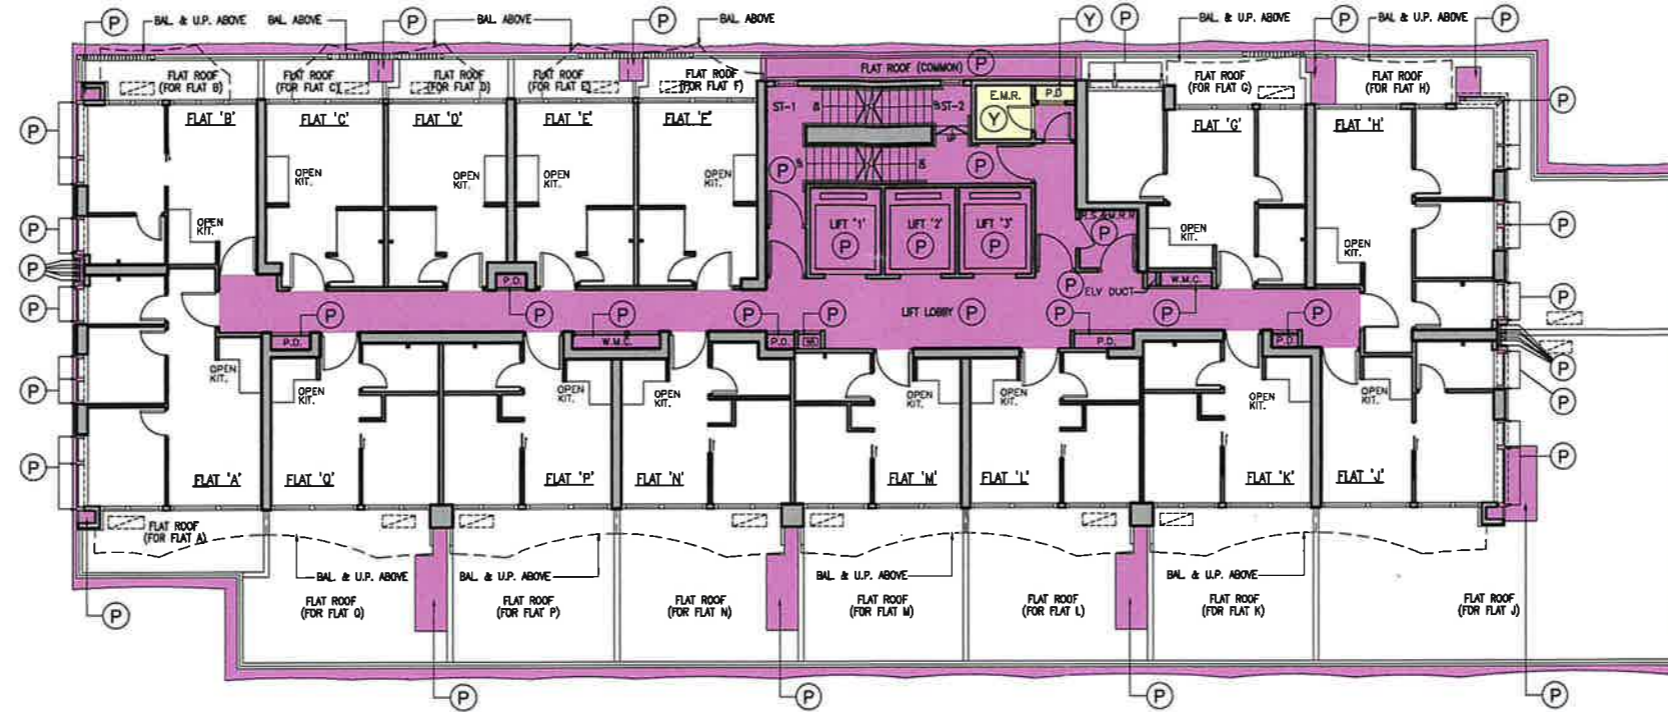 P
BAL. & U.P. ABOVE
BAL. ABOVE
P
BAL. ABOVE
P
BAL. ABOVE
Y
P
BAL. & U.P. ABOVE
P
BAL. & U.P. ABOVE
P
FLAT ROOF
(FOR FLAT B)
FLAT ROOF
(FOR FLAT C)
FLAT ROOF
(FOR FLAT D)
FLAT ROOF
(FOR FLAT E)
FLAT ROOF
(FOR FLAT F)
FLAT ROOF (COMMON)
P
FLAT ROOF
(FOR FLAT G)
FLAT ROOF
(FOR FLAT H)
P
P
FLAT 'B'
FLAT 'C'
FLAT 'D'
FLAT 'E'
FLAT 'F'
ST-1
ST-2
UP
E.M.R.
P.D.
Y
FLAT 'G'
FLAT 'H'
OPEN
KIT.
OPEN
KIT.
OPEN
KIT.
OPEN
KIT.
P
P
P
OPEN
KIT.
LIFT '1'
P
LIFT '2'
P
LIFT '3'
P
R.S.&M.R.R.
P
OPEN
KIT.
OPEN
KIT.
P
P
P
P.D.
P
ELV DUCT
W.M.C.
P
P
P
P
P
P
P
LIFT LOBBY
P
P
P
P
P.D.
W.M.C.
P.D.
P.D.
P.D.
P
OPEN
KIT.
OPEN
KIT.
OPEN
KIT.
OPEN
KIT.
OPEN
KIT.
OPEN
KIT.
OPEN
KIT.
OPEN
KIT.
P
P
P
P
FLAT 'A'
FLAT 'Q'
FLAT 'P'
FLAT 'N'
FLAT 'M'
FLAT 'L'
FLAT 'K'
FLAT 'J'
P
FLAT ROOF
(FOR FLAT A)
BAL. & U.P. ABOVE
BAL. & U.P. ABOVE
BAL. & U.P. ABOVE
BAL. & U.P. ABOVE
FLAT ROOF
(FOR FLAT Q)
FLAT ROOF
(FOR FLAT P)
FLAT ROOF
(FOR FLAT N)
FLAT ROOF
(FOR FLAT M)
FLAT ROOF
(FOR FLAT L)
FLAT ROOF
(FOR FLAT K)
FLAT ROOF
(FOR FLAT J)
P
P
P
P
P